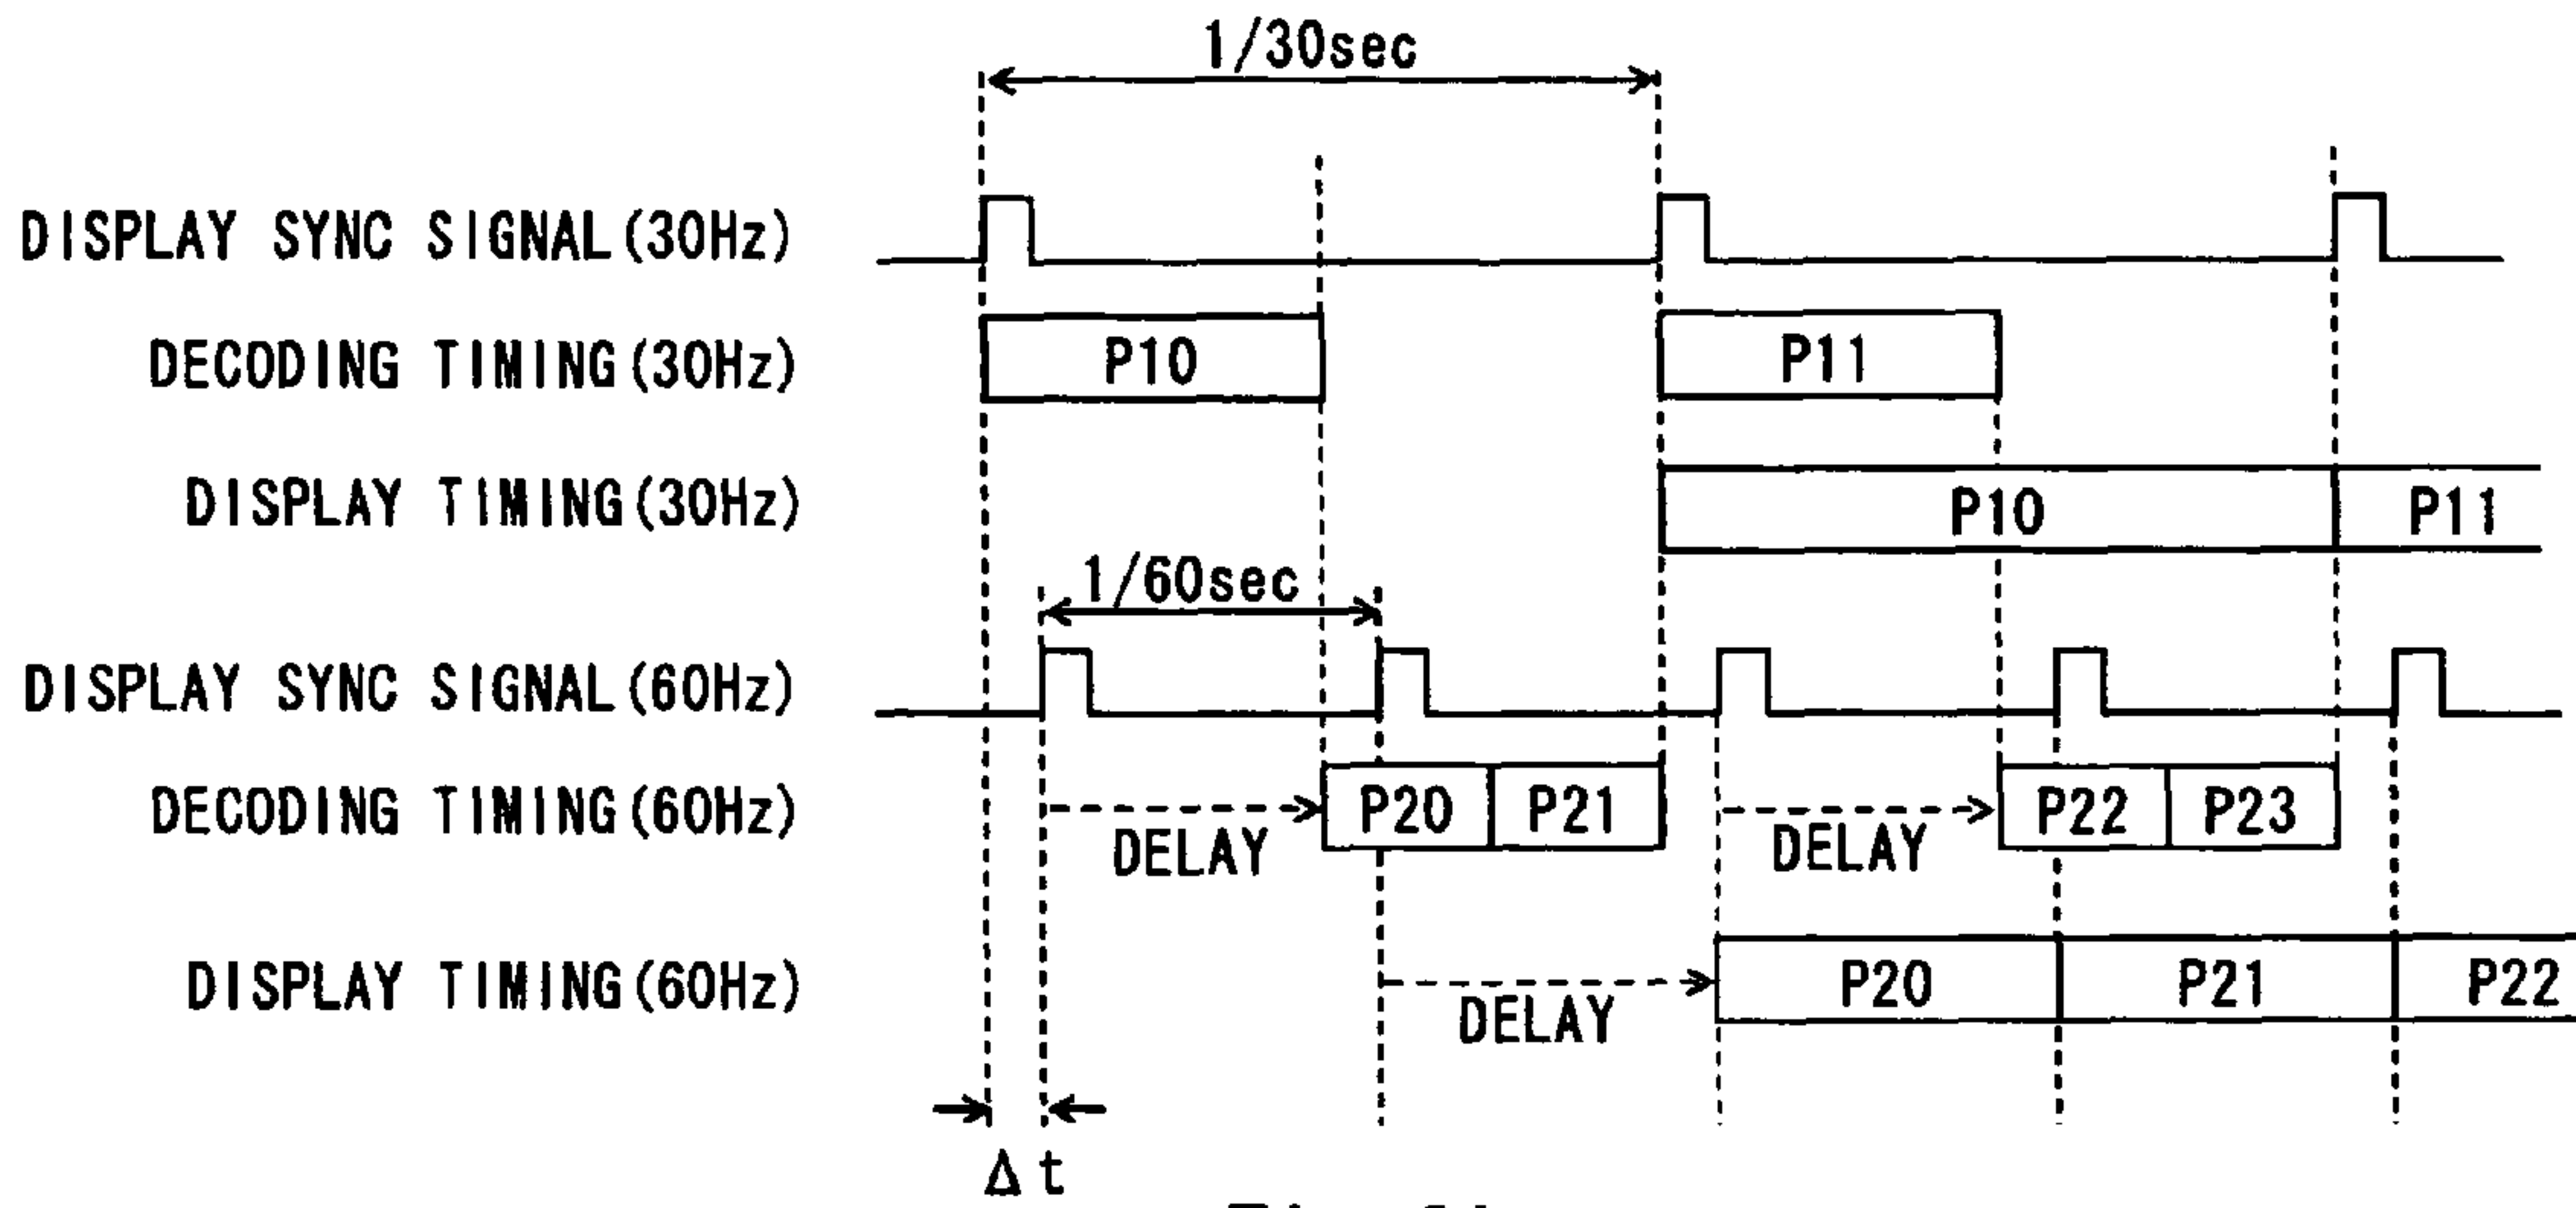 1/30sec
DISPLAY SYNC SIGNAL(30Hz)
DECODING TIMING(30Hz) P10 P11
DISPLAY TIMING(30Hz) P10 P11
1/60sec
DISPLAY SYNC SIGNAL(60Hz)
DECODING TIMING(60Hz) P20 P21 P22 P23
DELAY DELAY
DISPLAY TIMING(60Hz) P20 P21 P22
DELAY
Δt